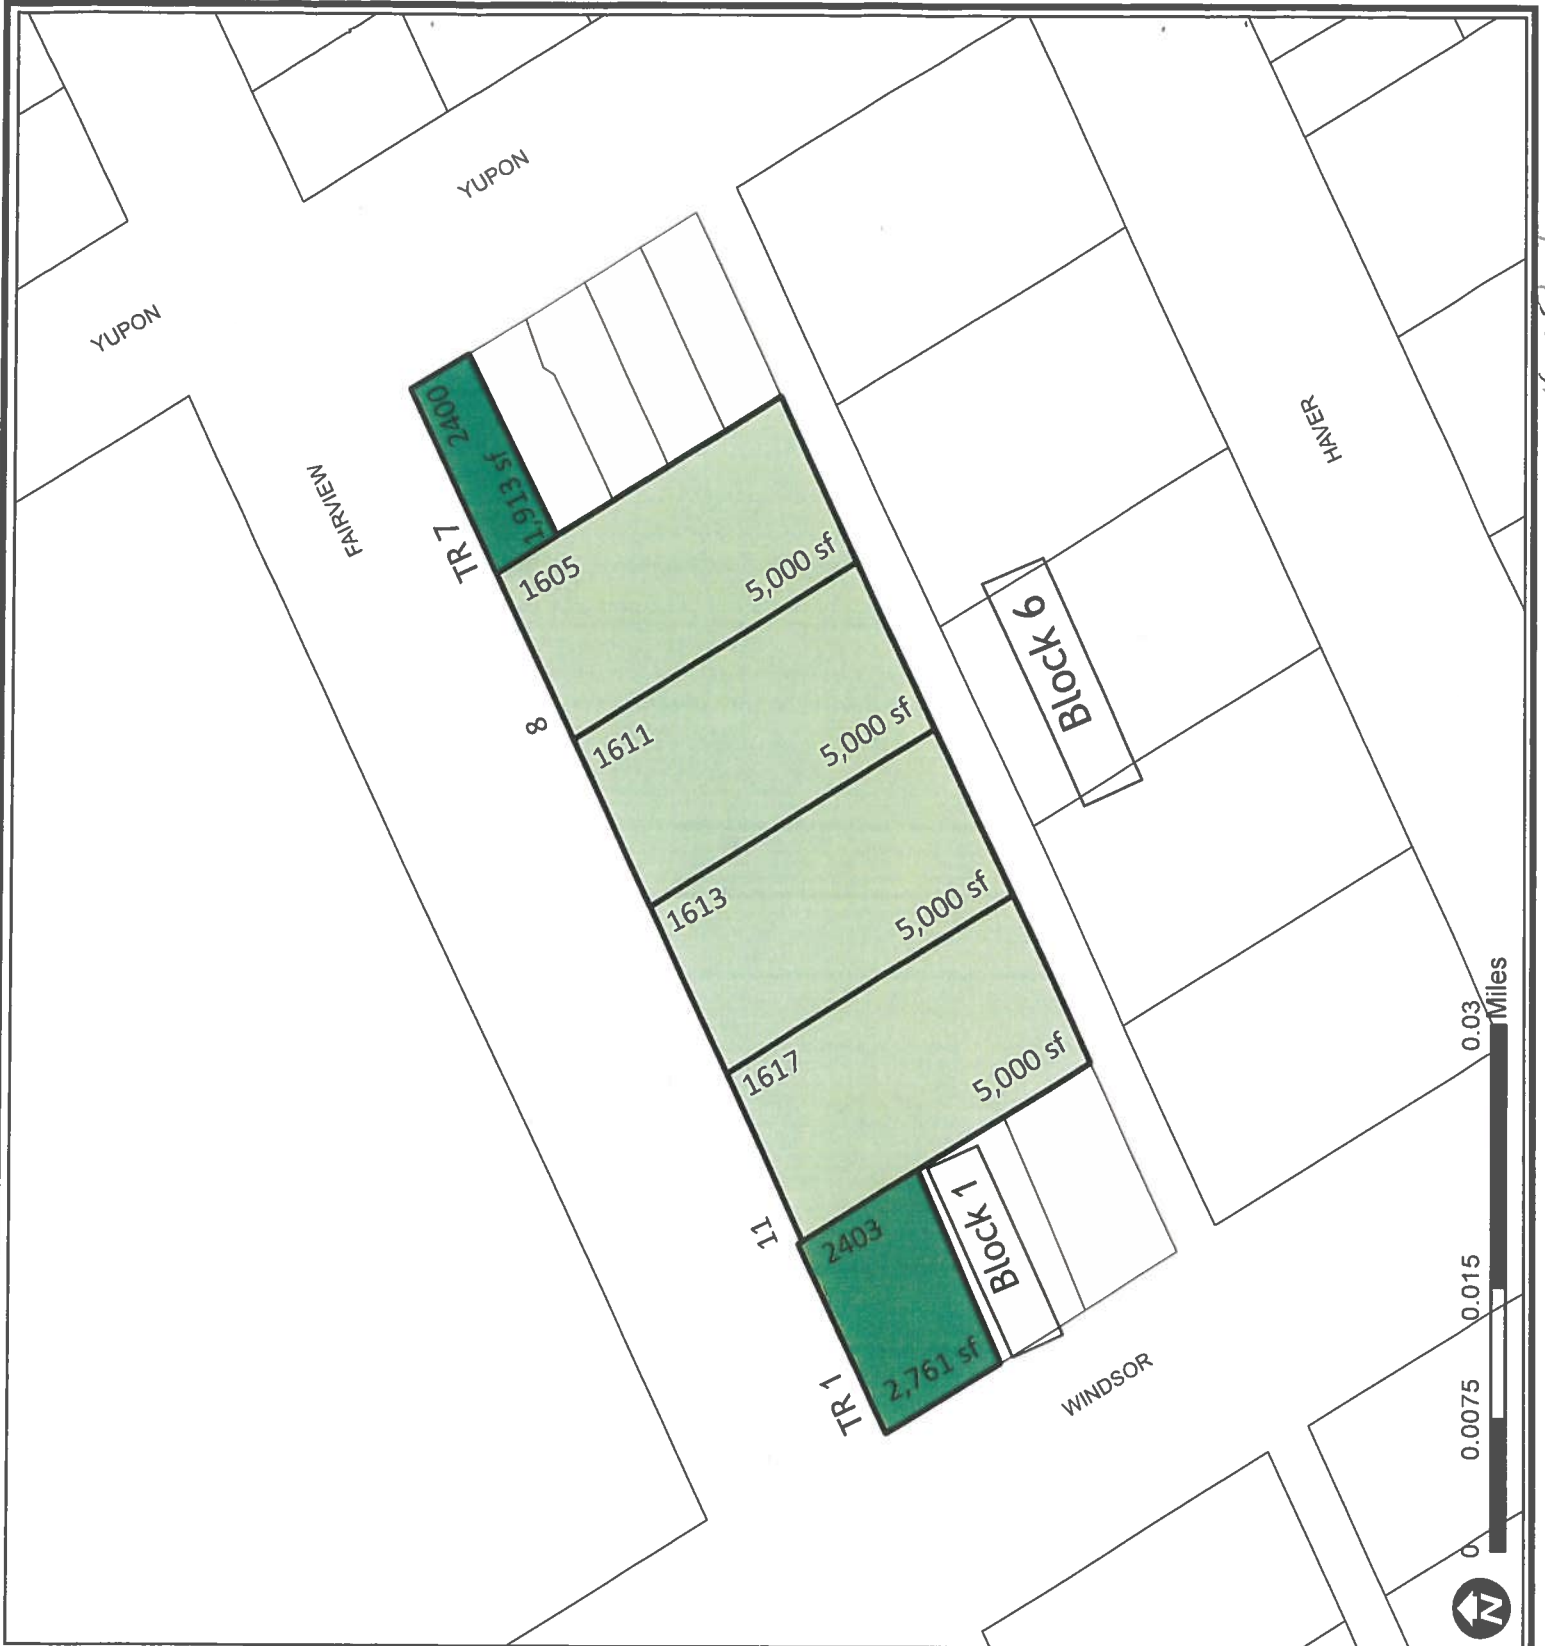 YUPON
YUPON
FAIRVIEW
HAVER
WINDSOR
TR 7
2400
1,913 sf
1605
5,000 sf
8
1611
5,000 sf
1613
5,000 sf
1617
5,000 sf
11
2403
TR 1
2,761 sf
Block 1
Block 6
0 0.0075 0.015 0.03
Miles
N